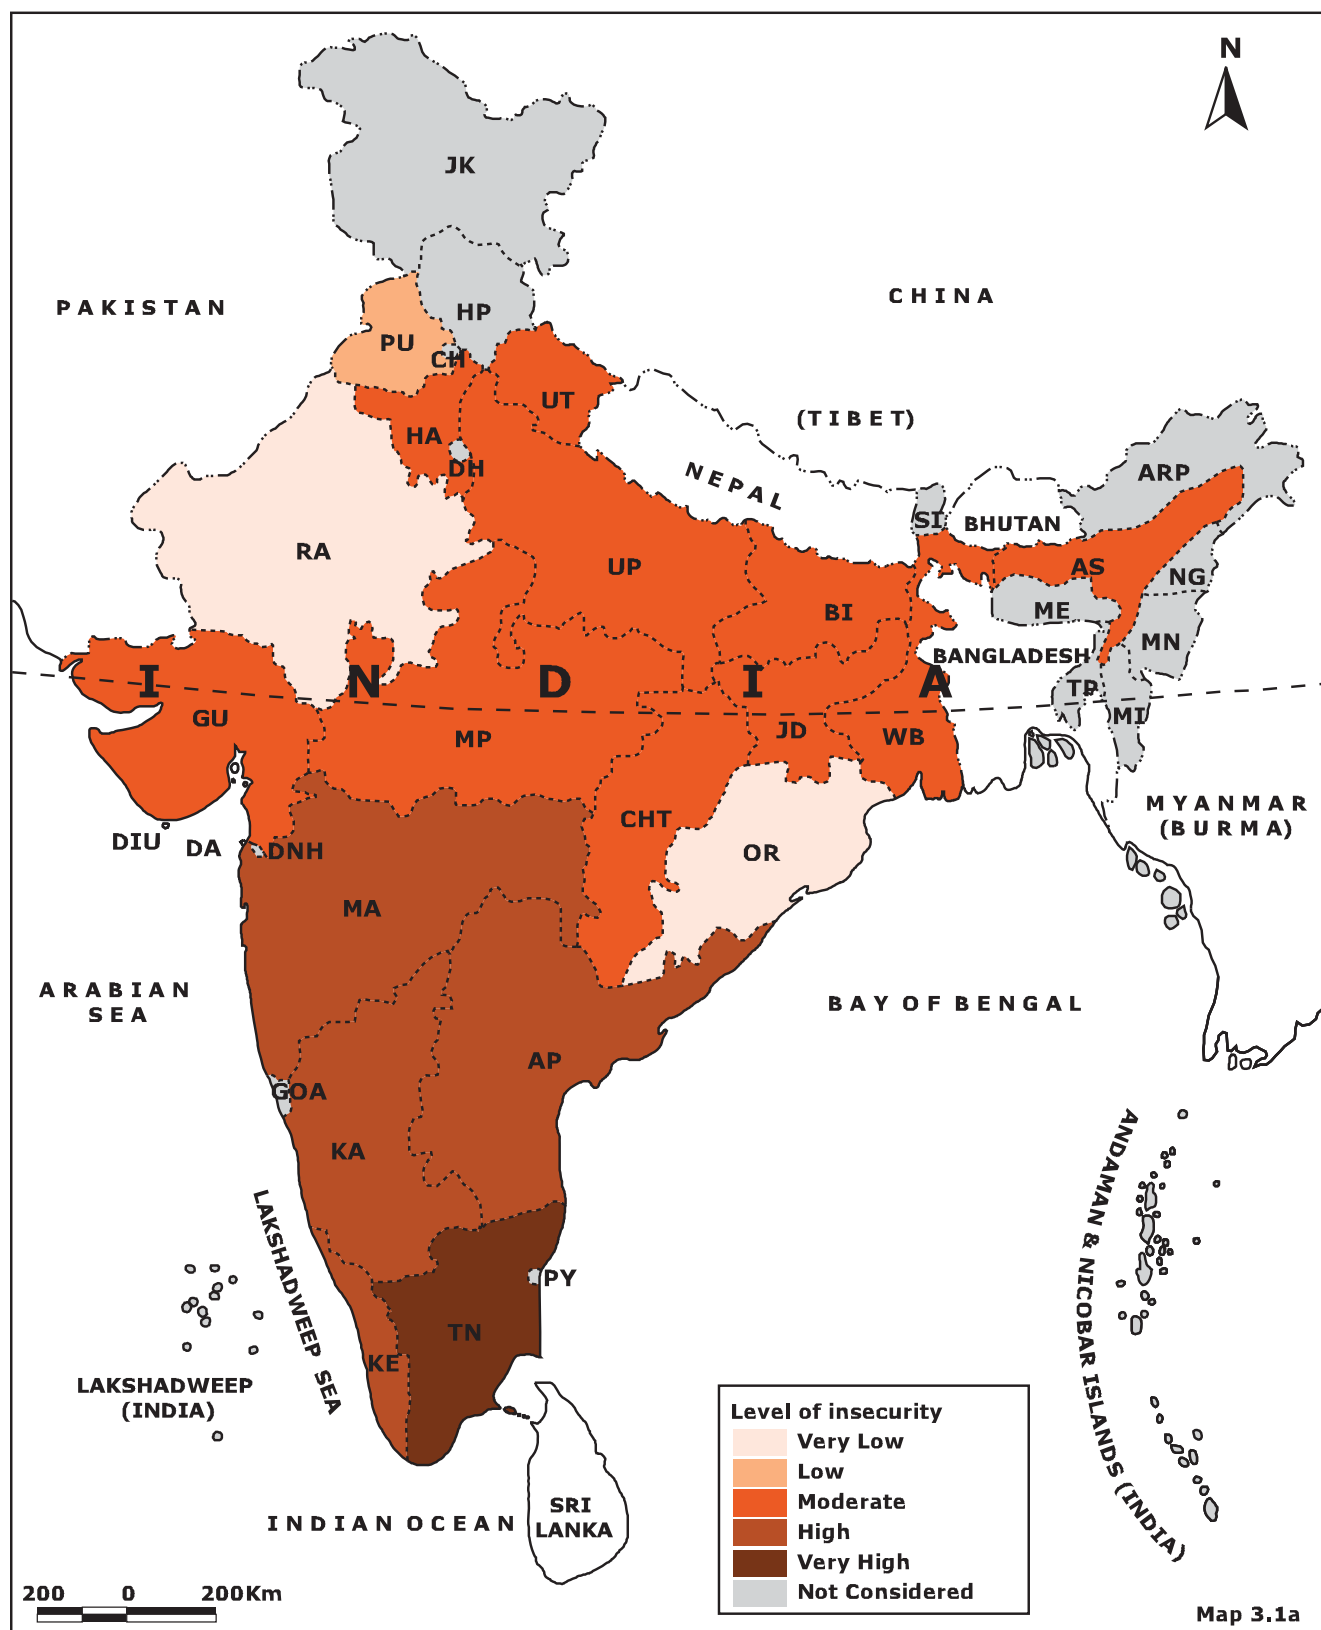 N
JK
PAKISTAN
CHINA
HP
PU
CH
UT
(TIBET)
HA
DH
NEPAL
ARP
SI
BHUTAN
RA
UP
AS
NG
BI
ME
MN
BANGLADESH
I N D I A
TP
GU
MI
MP
JD
WB
MYANMAR
(BURMA)
CHT
DIU
DA
DNH
OR
MA
ARABIAN
SEA
BAY OF BENGAL
AP
GOA
KA
ANDAMAN & NICOBAR ISLANDS (INDIA)
LAKSHADWEEP SEA
PY
TN
KE
LAKSHADWEEP
(INDIA)
Level of insecurity
Very Low
Low
Moderate
High
Very High
Not Considered
SRI
LANKA
INDIAN OCEAN
200 0 200Km
Map 3.1a